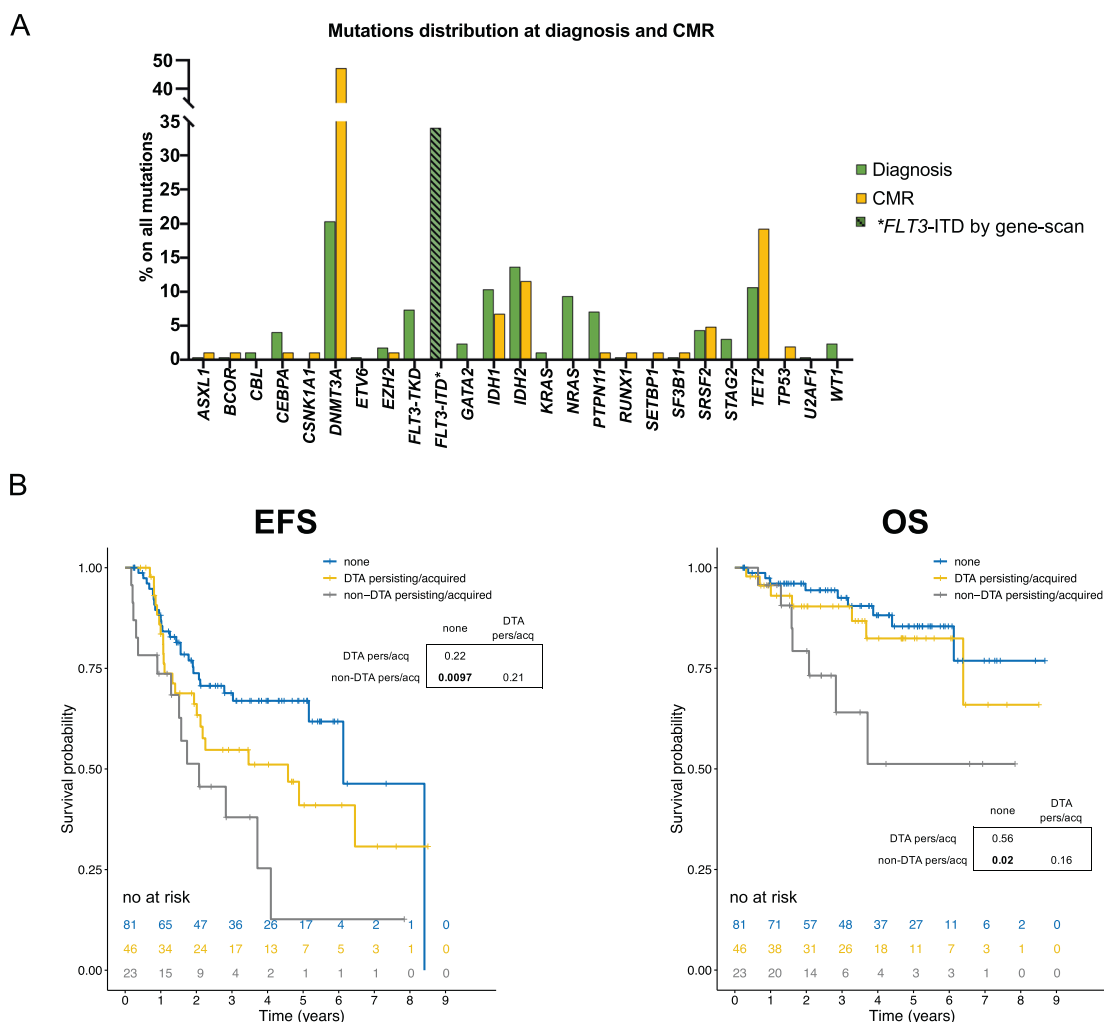 A
Mutations distribution at diagnosis and CMR
% on all mutations
50
40
35
30
25
20
15
10
5
0
ASXL1
BCOR
CBL
CEBPA
CSNK1A1
DNMT3A
ETV6
EZH2
FLT3-TKD
FLT3-ITD*
GATA2
IDH1
IDH2
KRAS
NRAS
PTPN11
RUNX1
SETBP1
SF3B1
SRSF2
STAG2
TET2
TP53
U2AF1
WT1
Diagnosis
CMR
*FLT3-ITD by gene-scan
B
EFS
Survival probability
1.00
0.75
0.50
0.25
0.00
none
DTA persisting/acquired
non−DTA persisting/acquired
none DTA pers/acq
DTA pers/acq 0.22
non-DTA pers/acq 0.0097 0.21
no at risk
81 65 47 36 26 17 4 2 1 0
46 34 24 17 13 7 5 3 1 0
23 15 9 4 2 1 1 1 0 0
0 1 2 3 4 5 6 7 8 9
Time (years)
OS
Survival probability
1.00
0.75
0.50
0.25
0.00
none
DTA persisting/acquired
non−DTA persisting/acquired
none DTA pers/acq
DTA pers/acq 0.56
non-DTA pers/acq 0.02 0.16
no at risk
81 71 57 48 37 27 11 6 2 0
46 38 31 26 18 11 7 3 1 0
23 20 14 6 4 3 3 1 0 0
0 1 2 3 4 5 6 7 8 9
Time (years)